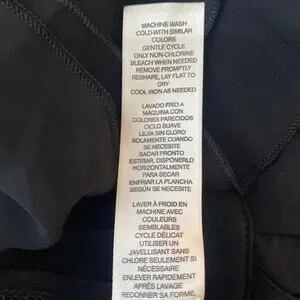 MACHINE WASH
COLD-WITH SIMILAR
COLORS
GENTLE CYCLE
ONLY NON-CHLORINE
BLEACH WHEN NEEDED
REMOVE PROMPTLY
RESHAPE, LAY FLAT TO
DRY
COOL IRON AS NEEDED
LAVADO FRÍO A
MÁQUINA CON
COLORES PARECIDOS
CICLO SUAVE
LEJIA SIN CLORO
SOLAMENTE CUANDO
SE NECESITE
SACAR PRONTO
ESTIRAR, DISPONERLO
HORIZONTALMENTE
PARA SECAR
ENFRIAR LA PLANCHA
SEGÚN SE NECESITE
LAVER À FROID EN
MACHINE AVEC
COULEURS
SEMBLABLES
CYCLE DÉLICAT
UTILISER UN
JAVELLISANT SANS
CHLORE SEULEMENT SI
NÉCESSAIRE
ENLEVER RAPIDEMENT
APRÈS LAVAGE
REDONNER SA FORME,